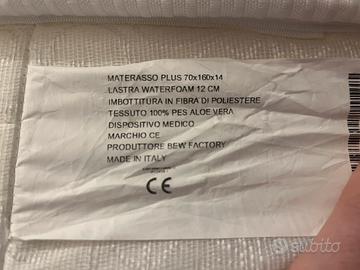 MATERASSO PLUS 70x160x14
LASTRA WATERFOAM 12 CM
IMBOTTITURA IN FIBRA DI POLIESTERE
TESSUTO 100% PES ALOE VERA
DISPOSITIVO MEDICO
MARCHIO CE
PRODUTTORE BEW FACTORY
MADE IN ITALY
CE
subito